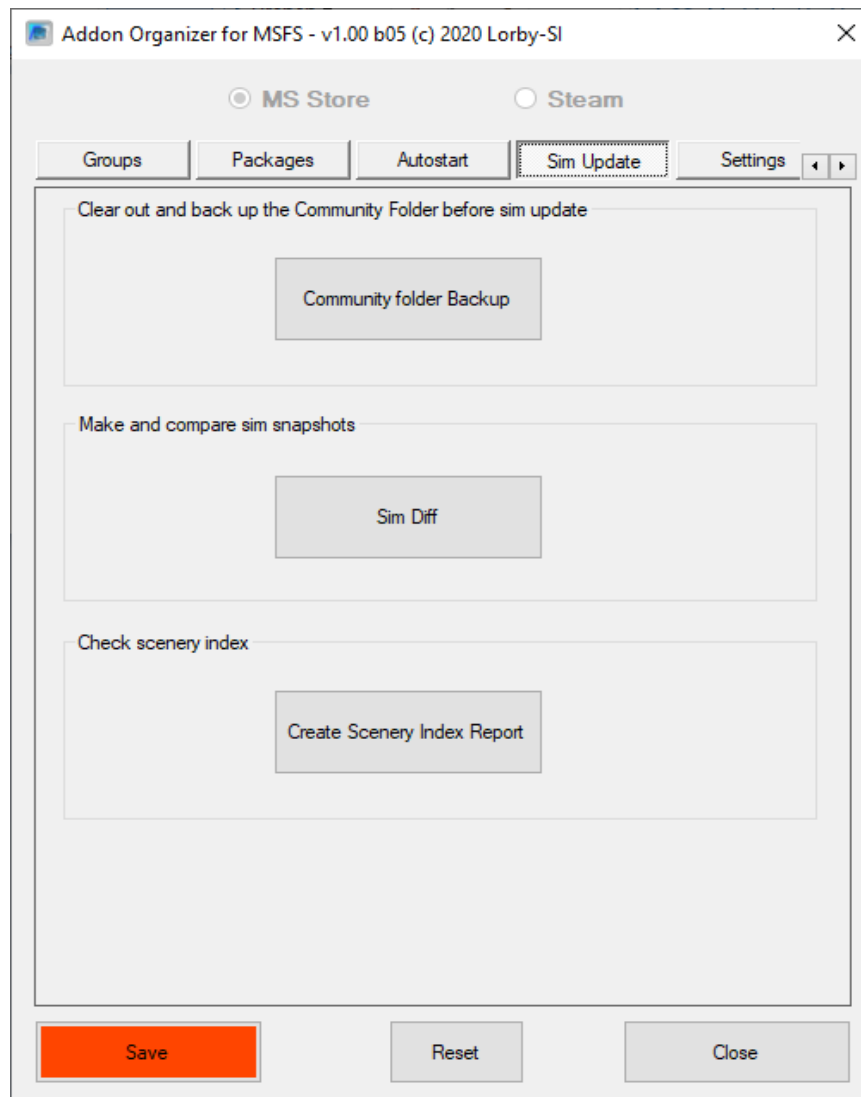 Addon Organizer for MSFS - v1.00 b05 (c) 2020 Lorby-SI
MS Store Steam
Groups Packages Autostart Sim Update Settings
Clear out and back up the Community Folder before sim update
Community folder Backup
Make and compare sim snapshots
Sim Diff
Check scenery index
Create Scenery Index Report
Save Reset Close